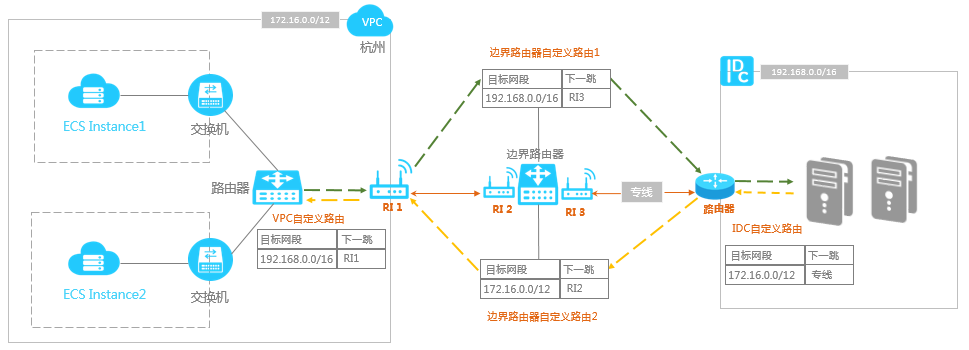 172.16.0.0/12
VPC
杭州
ECS Instance1
交换机
路由器
RI 1
VPC自定义路由
目标网段 下一跳
192.168.0.0/16 RI1
ECS Instance2
交换机
边界路由器自定义路由1
目标网段 下一跳
192.168.0.0/16 RI3
边界路由器
RI 2
RI 3
专线
目标网段 下一跳
172.16.0.0/12 RI2
边界路由器自定义路由2
IDC
192.168.0.0/16
路由器
IDC自定义路由
目标网段 下一跳
172.16.0.0/12 专线